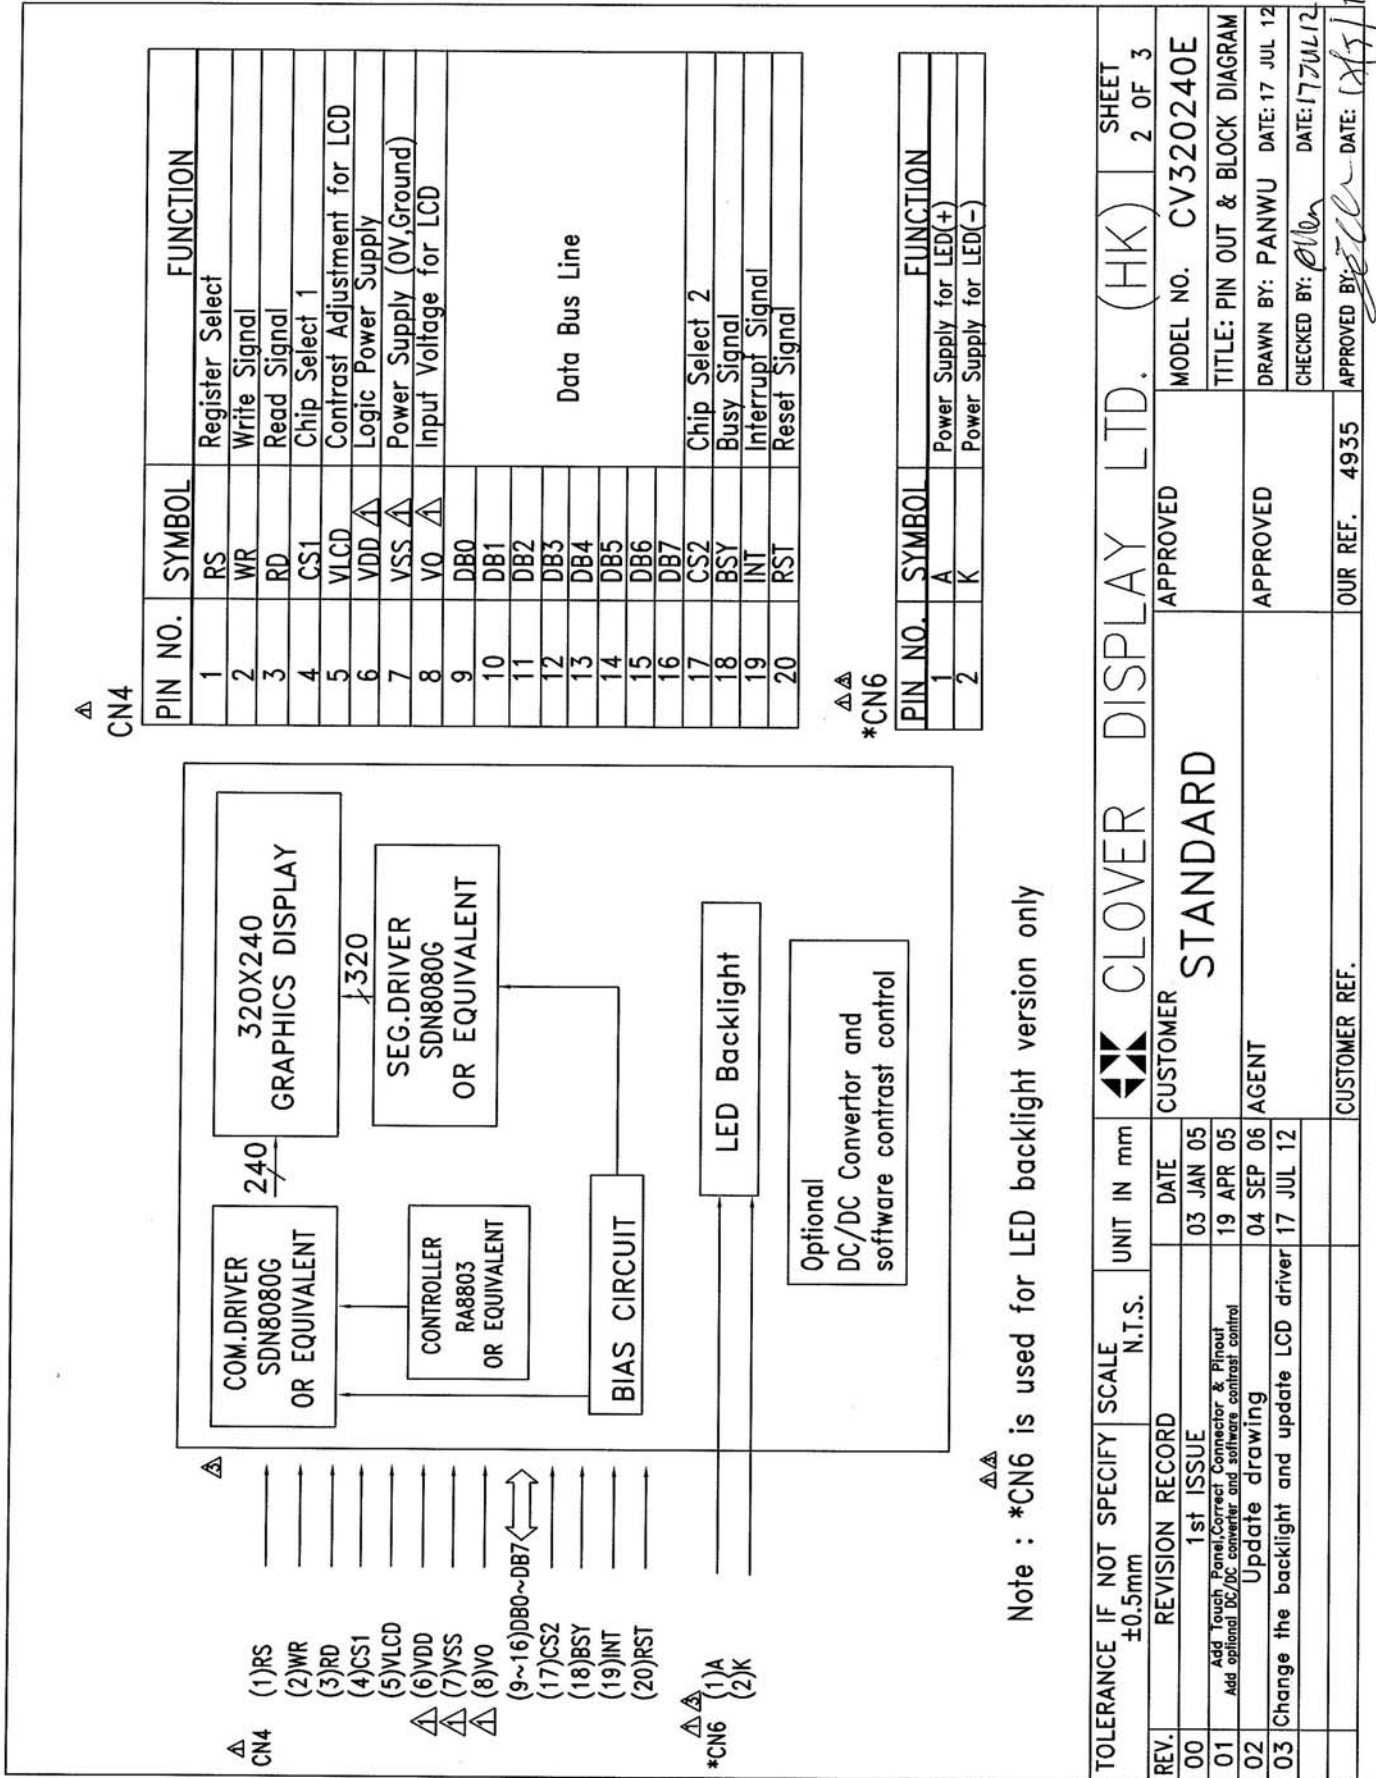 CN4
(1)RS
(2)WR
(3)RD
(4)CS1
(5)VLCD
(6)VDD
(7)VSS
(8)VO
(9~16)DB0~DB7
(17)CS2
(18)BSY
(19)INT
(20)RST
*CN6
(1)A
(2)K
COM.DRIVER
SDN8080G
OR EQUIVALENT
240
320X240
GRAPHICS DISPLAY
CONTROLLER
RA8803
OR EQUIVALENT
320
SEG.DRIVER
SDN8080G
OR EQUIVALENT
BIAS CIRCUIT
LED Backlight
Optional
DC/DC Convertor and
software contrast control
CN4
PIN NO. SYMBOL FUNCTION
1 RS Register Select
2 WR Write Signal
3 RD Read Signal
4 CS1 Chip Select 1
5 VLCD Contrast Adjustment for LCD
6 VDD 1 Logic Power Supply
7 VSS 1 Power Supply (0V,Ground)
8 VO 1 Input Voltage for LCD
9 DB0
10 DB1
11 DB2
12 DB3
13 DB4
14 DB5
15 DB6
16 DB7
Data Bus Line
17 CS2 Chip Select 2
18 BSY Busy Signal
19 INT Interrupt Signal
20 RST Reset Signal
*CN6
PIN NO. SYMBOL FUNCTION
1 A Power Supply for LED(+)
2 K Power Supply for LED(-)
Note : *CN6 is used for LED backlight version only
TOLERANCE IF NOT SPECIFY
±0.5mm
SCALE
N.T.S.
UNIT IN mm
CLOVER DISPLAY LTD. (HK)
SHEET
2 OF 3
REV. REVISION RECORD DATE
00 1st ISSUE 03 JAN 05
01 Add Touch Panel,Correct Connector & Pinout
Add optional DC/DC converter and software contrast control 19 APR 05
02 Update drawing 04 SEP 06
03 Change the backlight and update LCD driver 17 JUL 12
CUSTOMER
STANDARD
AGENT
CUSTOMER REF.
APPROVED
APPROVED
OUR REF. 4935
MODEL NO. CV320240E
TITLE: PIN OUT & BLOCK DIAGRAM
DRAWN BY: PANWU DATE: 17 JUL 12
CHECKED BY: DATE: 17 JUL 12
APPROVED BY: DATE: